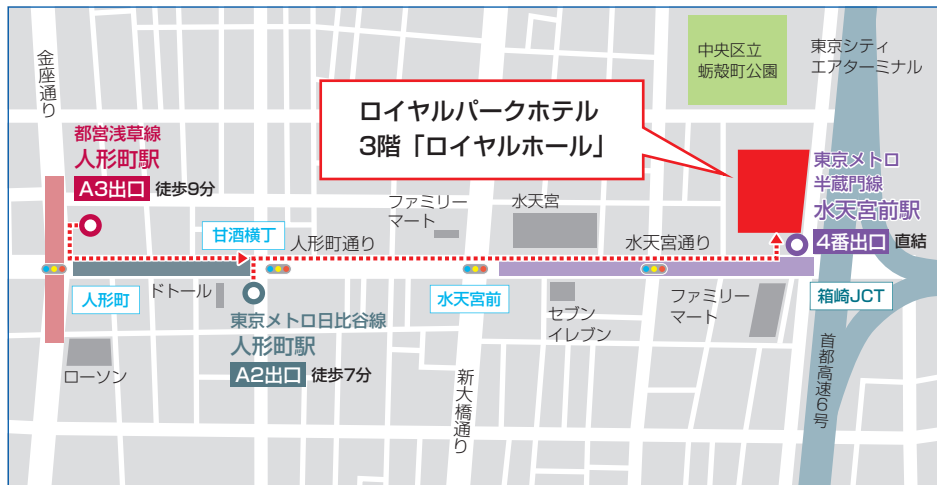 金座通り
都営浅草線
人形町駅
A3出口 徒歩9分
ロイヤルパークホテル
3階「ロイヤルホール」
中央区立
蛎殻町公園
東京シティ
エアターミナル
東京メトロ
半蔵門線
水天宮前駅
4番出口 直結
ファミリー
マート
水天宮
甘酒横丁
人形町通り
水天宮通り
人形町
ドトール
水天宮前
セブン
イレブン
ファミリー
マート
箱崎JCT
東京メトロ日比谷線
人形町駅
A2出口 徒歩7分
ローソン
新大橋通り
首都高速6号